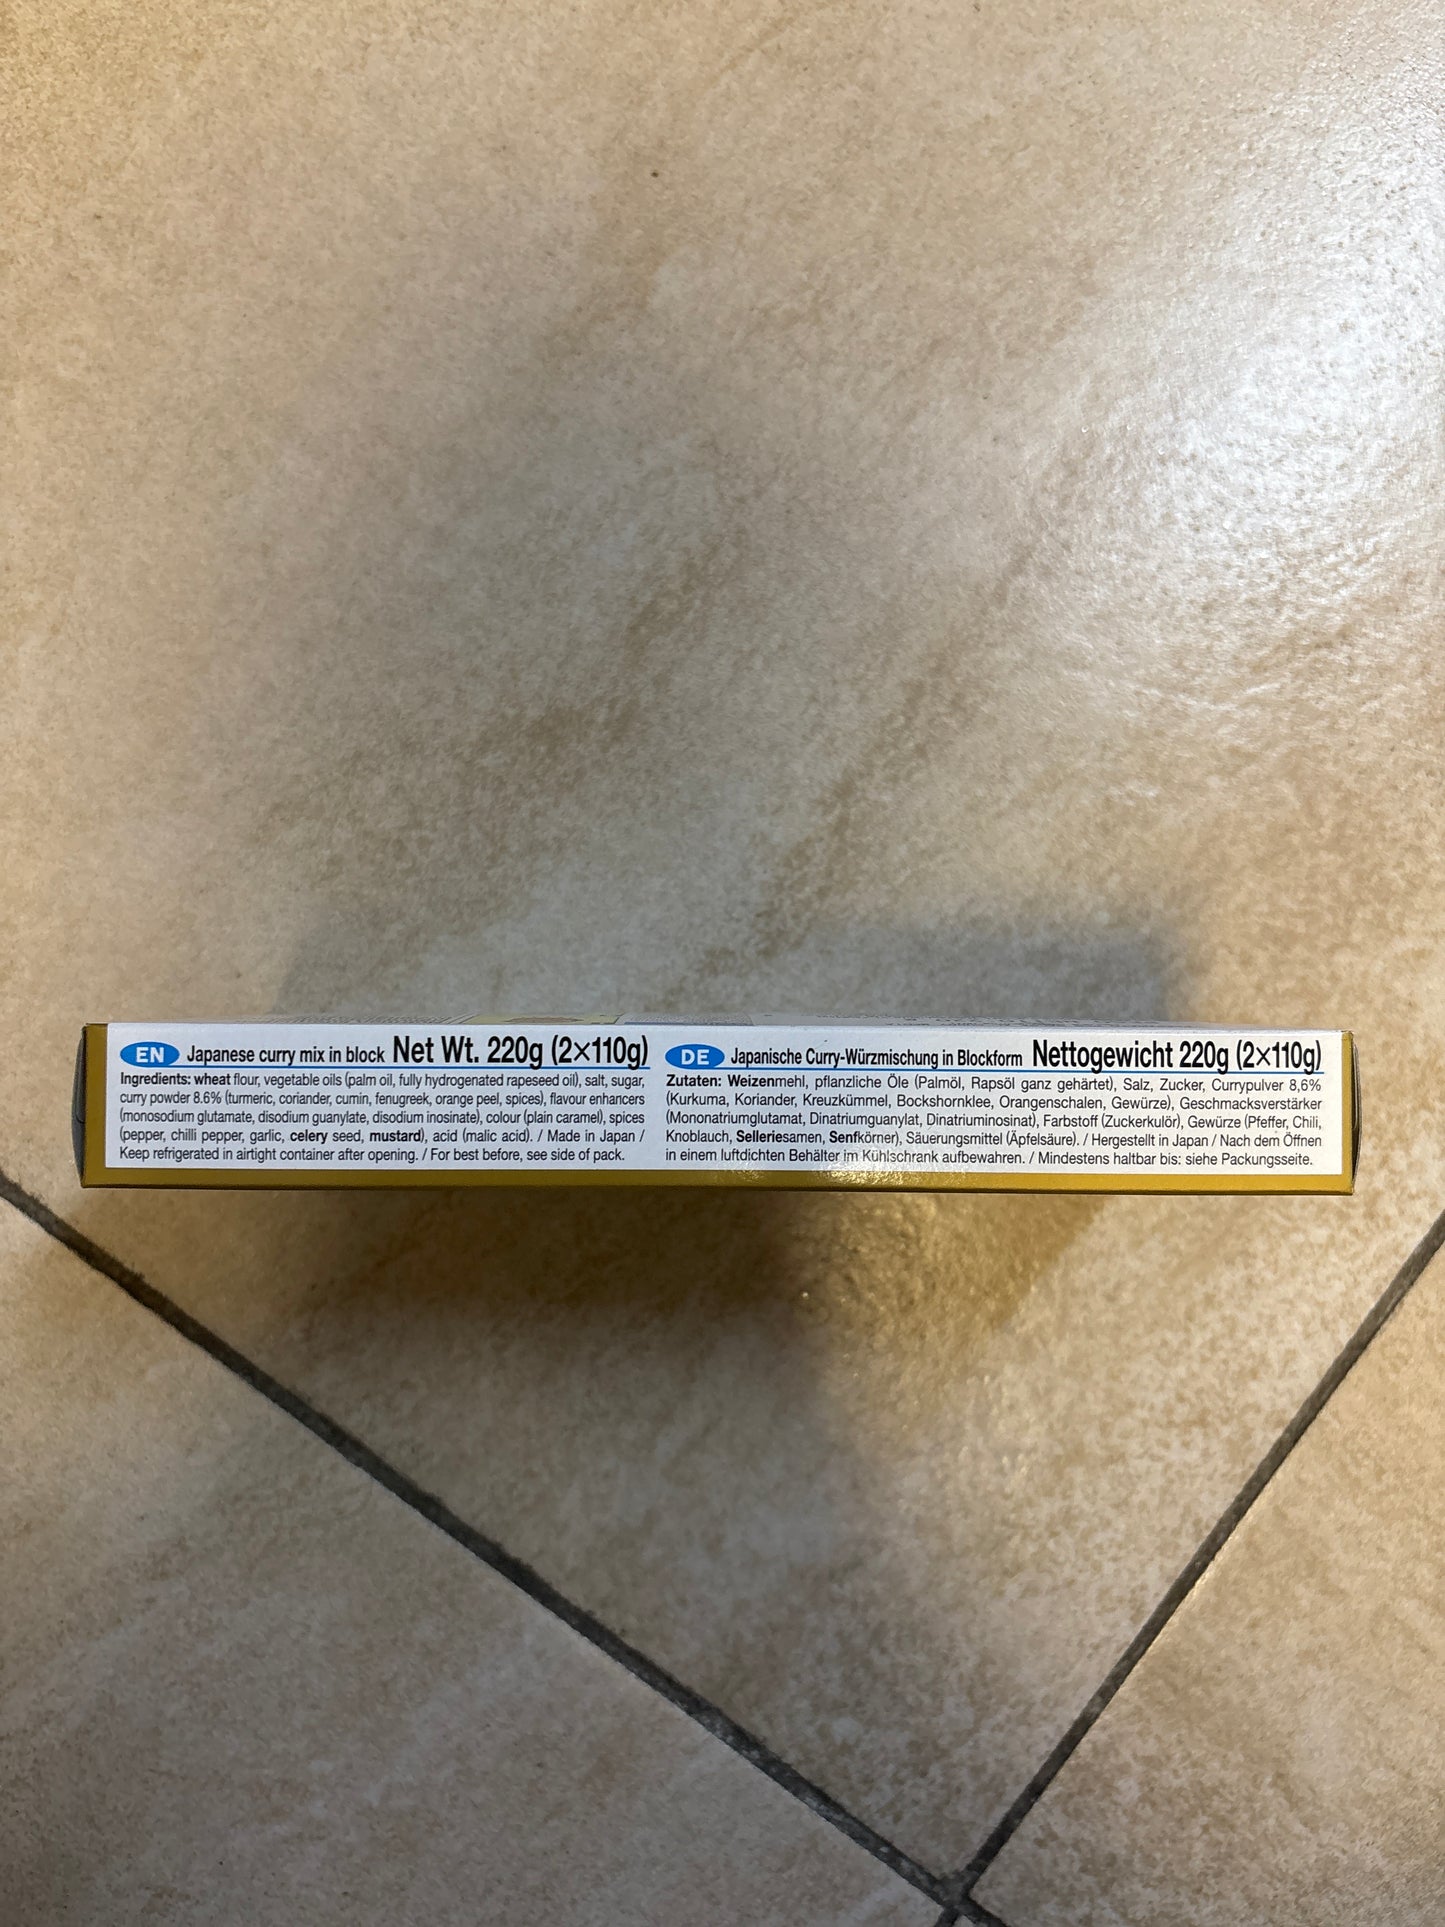 EN Japanese curry mix in block Net Wt. 220g (2×110g)
Ingredients: wheat flour, vegetable oils (palm oil, fully hydrogenated rapeseed oil), salt, sugar,
curry powder 8.6% (turmeric, coriander, cumin, fenugreek, orange peel, spices), flavour enhancers
(monosodium glutamate, disodium guanylate, disodium inosinate), colour (plain caramel), spices
(pepper, chilli pepper, garlic, celery seed, mustard), acid (malic acid). / Made in Japan /
Keep refrigerated in airtight container after opening. / For best before, see side of pack.
DE Japanische Curry-Würzmischung in Blockform Nettogewicht 220g (2×110g)
Zutaten: Weizenmehl, pflanzliche Öle (Palmöl, Rapsöl ganz gehärtet), Salz, Zucker, Currypulver 8,6%
(Kurkuma, Koriander, Kreuzkümmel, Bockshornklee, Orangenschalen, Gewürze), Geschmacksverstärker
(Mononatriumglutamat, Dinatriumguanylat, Dinatriuminosinat), Farbstoff (Zuckerkulör), Gewürze (Pfeffer, Chili,
Knoblauch, Selleriesamen, Senfkörner), Säuerungsmittel (Äpfelsäure). / Hergestellt in Japan / Nach dem Öffnen
in einem luftdichten Behälter im Kühlschrank aufbewahren. / Mindestens haltbar bis: siehe Packungsseite.